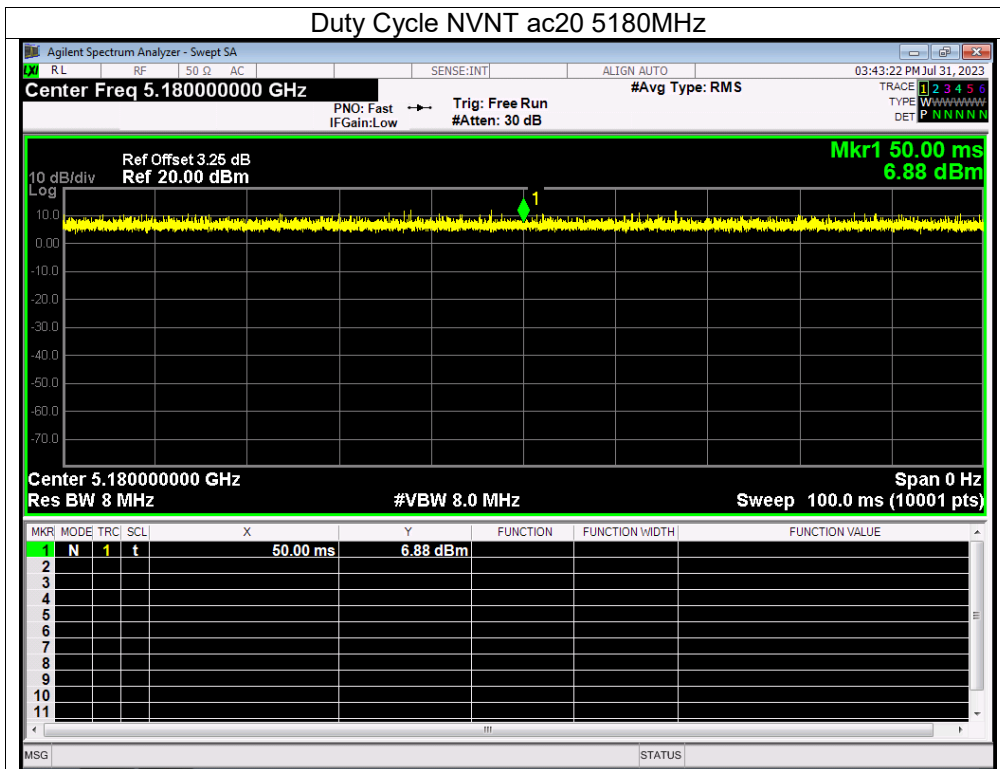 Duty Cycle NVNT ac20 5180MHz
Agilent Spectrum Analyzer - Swept SA
LXI RL RF 50 Ω AC SENSE:INT ALIGN AUTO 03:43:22 PM Jul 31, 2023
Center Freq 5.180000000 GHz #Avg Type: RMS TRACE 1 2 3 4 5 6
PNO: Fast Trig: Free Run TYPE WWWWWW
IFGain:Low #Atten: 30 dB DET P N N N N N
Mkr1 50.00 ms
Ref Offset 3.25 dB
10 dB/div Ref 20.00 dBm 6.88 dBm
Log
1
10.0
0.00
-10.0
-20.0
-30.0
-40.0
-50.0
-60.0
-70.0
Center 5.180000000 GHz Span 0 Hz
Res BW 8 MHz #VBW 8.0 MHz Sweep 100.0 ms (10001 pts)
MKR MODE TRC SCL X Y FUNCTION FUNCTION WIDTH FUNCTION VALUE
1 N 1 t 50.00 ms 6.88 dBm
2
3
4
5
6
7
8
9
10
11
MSG STATUS